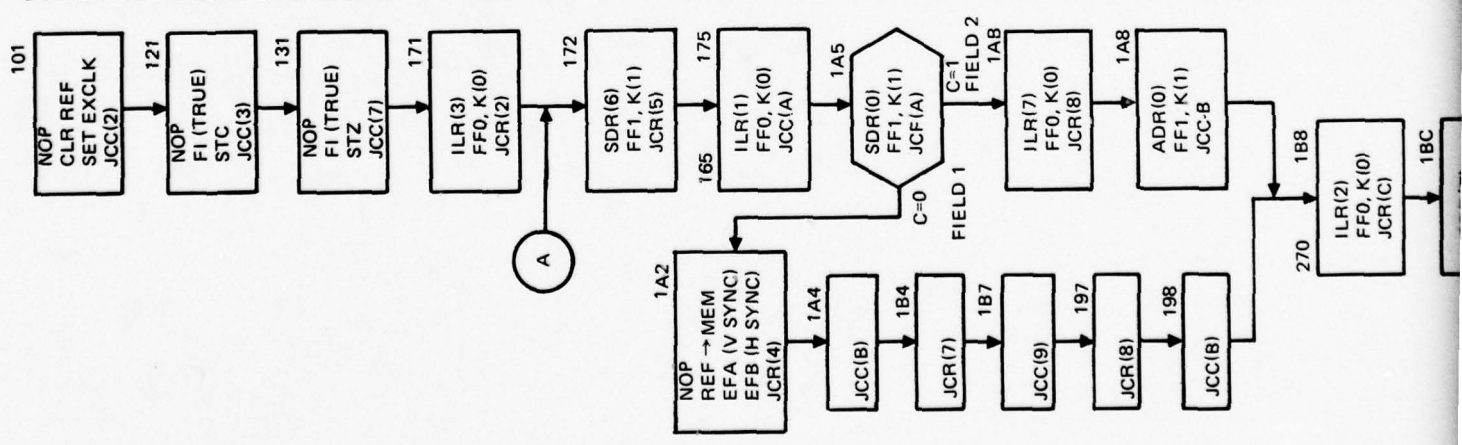 101
NOP
CLR REF
SET EXCLK
JCC(2)
121
NOP
FI (TRUE)
STC
JCC(3)
131
NOP
FI (TRUE)
STZ
JCC(7)
171
ILR(3)
FF0, K(0)
JCR(2)
A
172
SDR(6)
FF1, K(1)
JCR(5)
175
165
ILR(1)
FF0, K(0)
JCC(A)
1A5
SDR(0)
FF1, K(1)
JCF(A)
C=1
FIELD 2
1AB
ILR(7)
FF0, K(0)
JCR(8)
1A8
ADR(0)
FF1, K(1)
JCC-B
C=0
FIELD 1
1A2
NOP
REF → MEM
EFA (V SYNC)
EFB (H SYNC)
JCR(4)
1A4
JCC(B)
1B4
JCR(7)
1B7
JCC(9)
197
JCR(8)
198
JCC(B)
1B8
270
ILR(2)
FF0, K(0)
JCR(C)
1BC